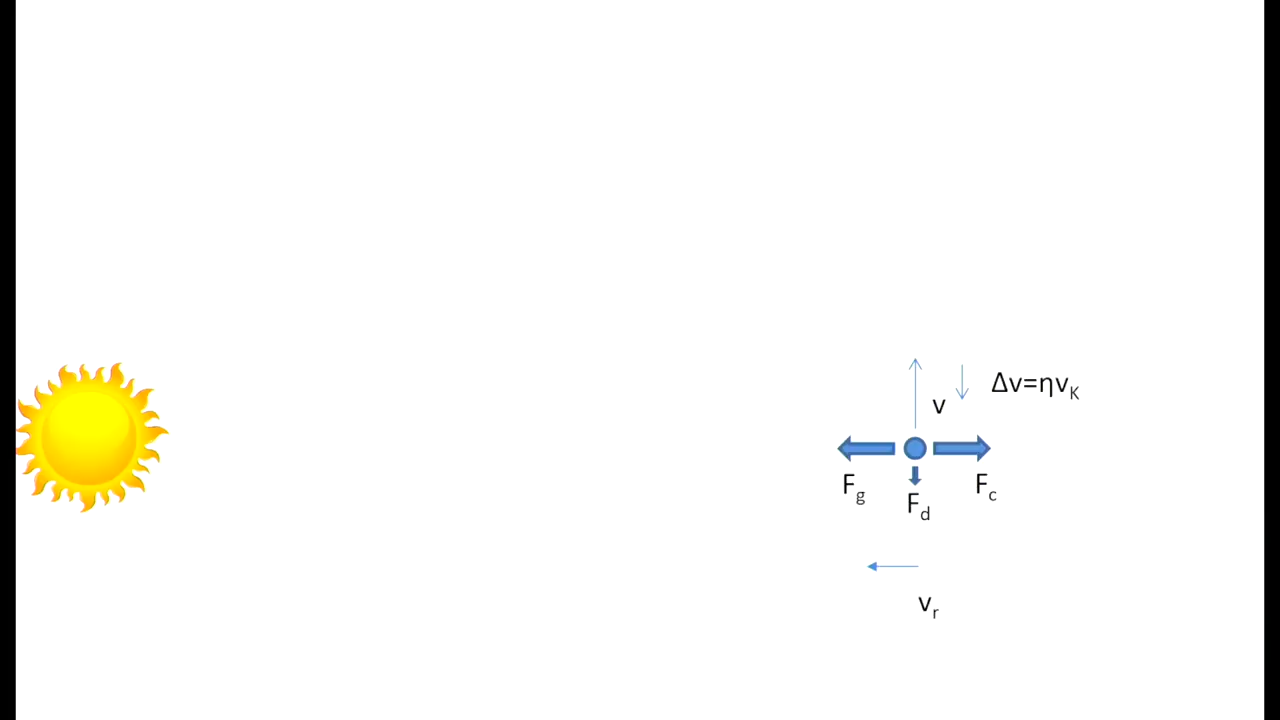 Δv=ηv_K
v
F_g
F_d
F_c
v_r